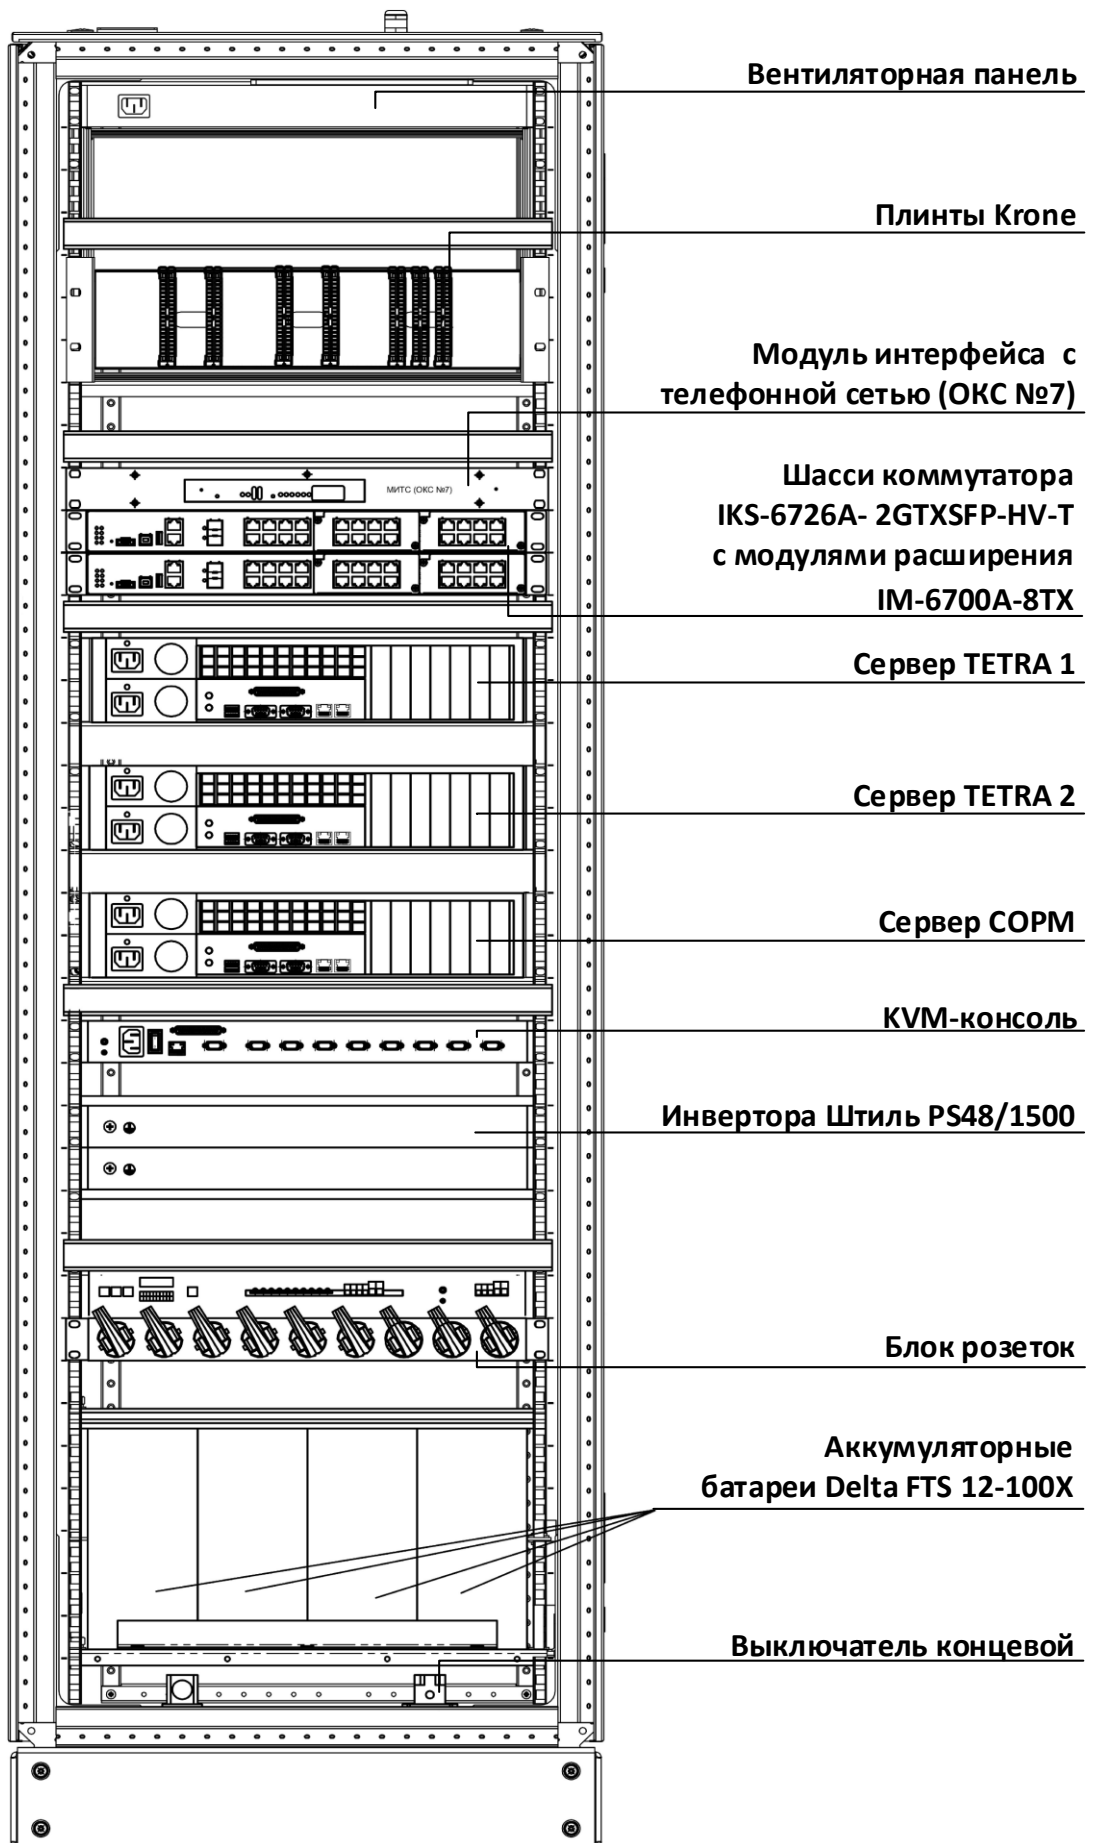 Вентиляторная панель
Плинты Krone
Модуль интерфейса с
телефонной сетью (ОКС №7)
МИТС (ОКС №7)
Шасси коммутатора
IKS-6726A- 2GTXSFP-HV-T
с модулями расширения
IM-6700A-8TX
Сервер TETRA 1
Сервер TETRA 2
Сервер СОРМ
KVM-консоль
Инвертора Штиль PS48/1500
Блок розеток
Аккумуляторные
батареи Delta FTS 12-100X
Выключатель концевой